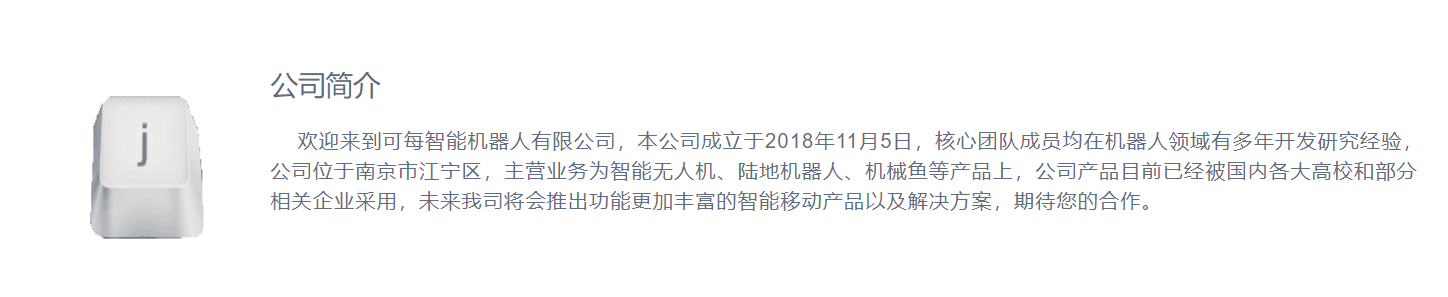 公司简介
j
欢迎来到可每智能机器人有限公司，本公司成立于2018年11月5日，核心团队成员均在机器人领域有多年开发研究经验，
公司位于南京市江宁区，主营业务为智能无人机、陆地机器人、机械鱼等产品上，公司产品目前已经被国内各大高校和部分
相关企业采用，未来我司将会推出功能更加丰富的智能移动产品以及解决方案，期待您的合作。